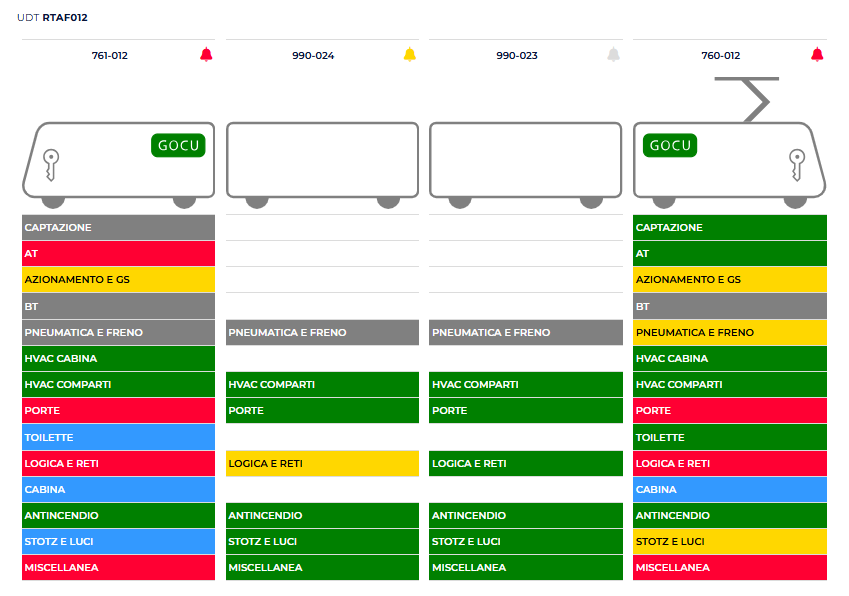 UDT RTAF012
761-012 990-024 990-023 760-012
GOCU GOCU
CAPTAZIONE CAPTAZIONE
AT AT
AZIONAMENTO E GS AZIONAMENTO E GS
BT BT
PNEUMATICA E FRENO PNEUMATICA E FRENO PNEUMATICA E FRENO PNEUMATICA E FRENO
HVAC CABINA HVAC CABINA
HVAC COMPARTI HVAC COMPARTI HVAC COMPARTI HVAC COMPARTI
PORTE PORTE PORTE PORTE
TOILETTE TOILETTE
LOGICA E RETI LOGICA E RETI LOGICA E RETI LOGICA E RETI
CABINA CABINA
ANTINCENDIO ANTINCENDIO ANTINCENDIO ANTINCENDIO
STOTZ E LUCI STOTZ E LUCI STOTZ E LUCI STOTZ E LUCI
MISCELLANEA MISCELLANEA MISCELLANEA MISCELLANEA